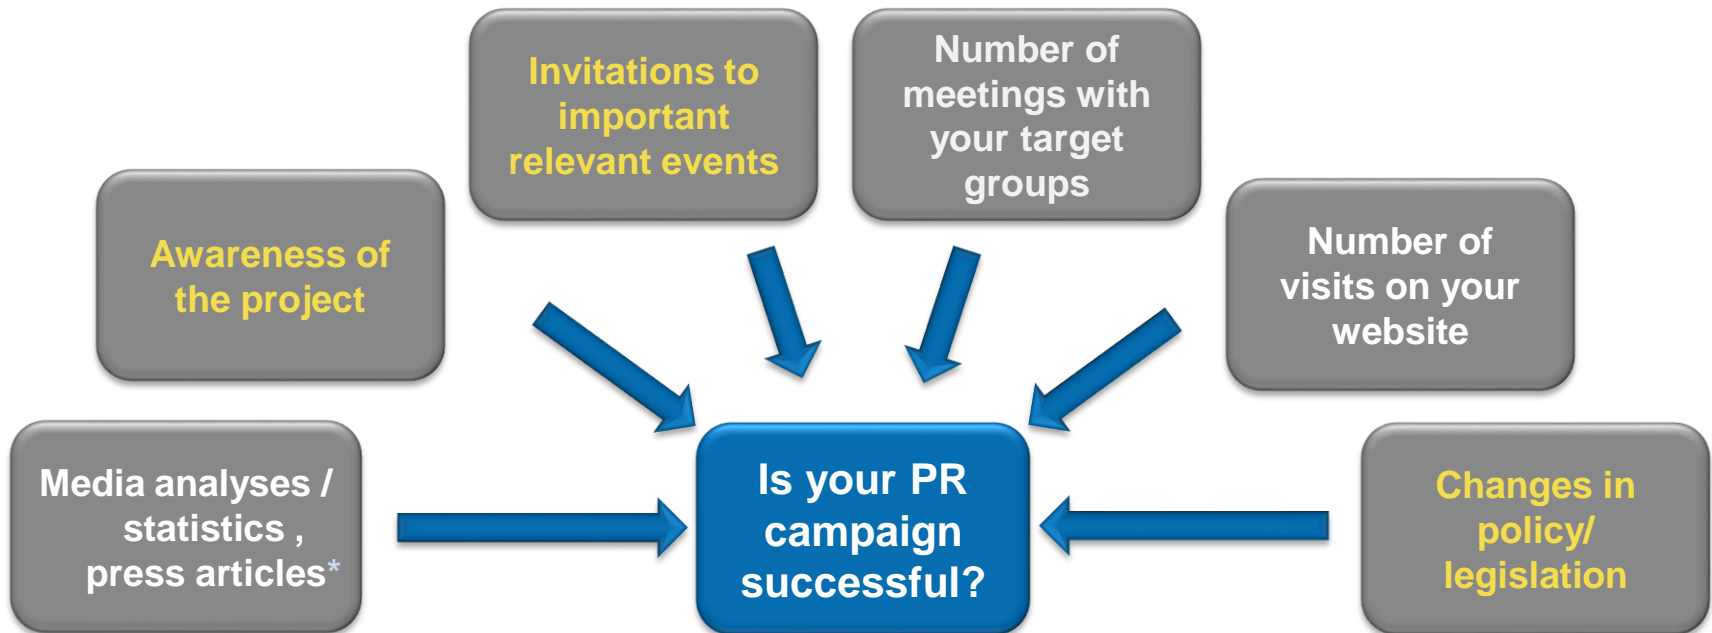 Invitations to
important
relevant events
Number of
meetings with
your target
groups
Awareness of
the project
Number of
visits on your
website
Media analyses /
statistics ,
press articles*
Is your PR
campaign
successful?
Changes in
policy/
legislation